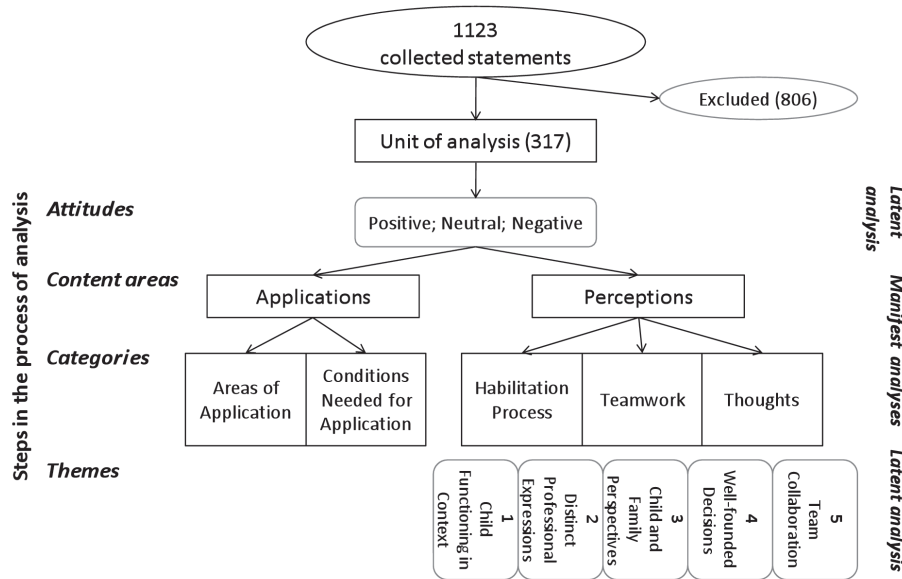 1123
collected statements
Excluded (806)
Unit of analysis (317)
Steps in the process of analysis
Attitudes
Positive; Neutral; Negative
Latent
analysis
Content areas
Applications
Perceptions
Manifest analyses
Categories
Areas of
Application
Conditions
Needed for
Application
Habilitation
Process
Teamwork
Thoughts
Themes
1
Child
Functioning in
Context
2
Distinct
Professional
Expressions
3
Child and
Family
Perspectives
4
Well-founded
Decisions
5
Team
Collaboration
Latent analysis